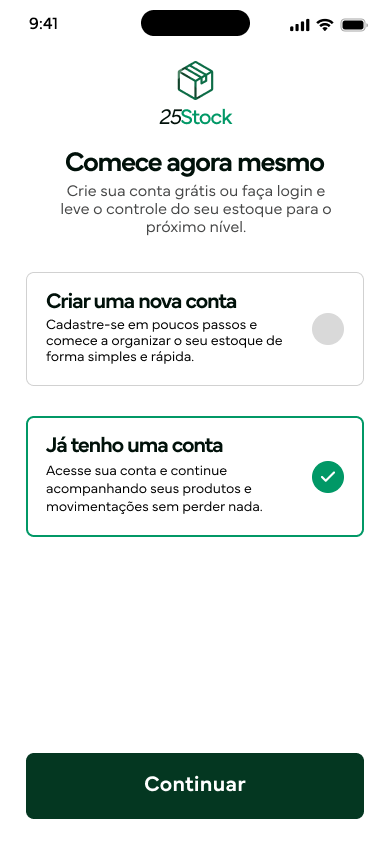 9:41
25Stock
Comece agora mesmo
Crie sua conta grátis ou faça login e
leve o controle do seu estoque para o
próximo nível.
Criar uma nova conta
Cadastre-se em poucos passos e
comece a organizar o seu estoque de
forma simples e rápida.
Já tenho uma conta
Acesse sua conta e continue
acompanhando seus produtos e
movimentações sem perder nada.
Continuar